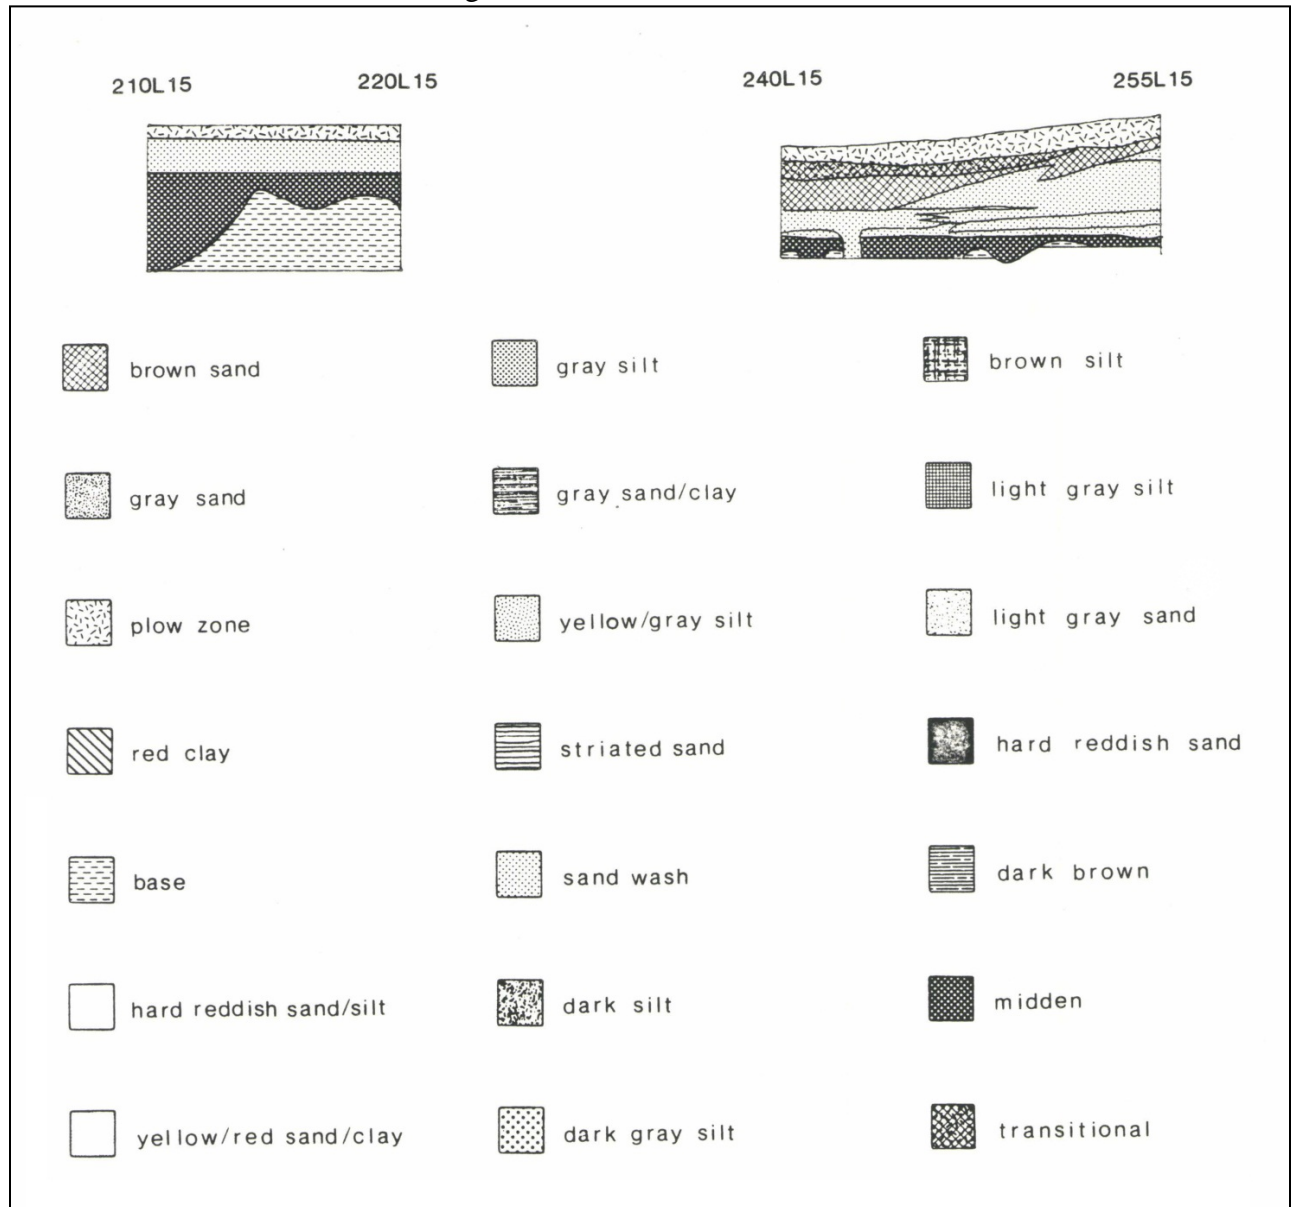 210L15 220L15 240L15 255L15
brown sand gray silt brown silt
gray sand gray sand/clay light gray silt
plow zone yellow/gray silt light gray sand
red clay striated sand hard reddish sand
base sand wash dark brown
hard reddish sand/silt dark silt midden
yellow/red sand/clay dark gray silt transitional